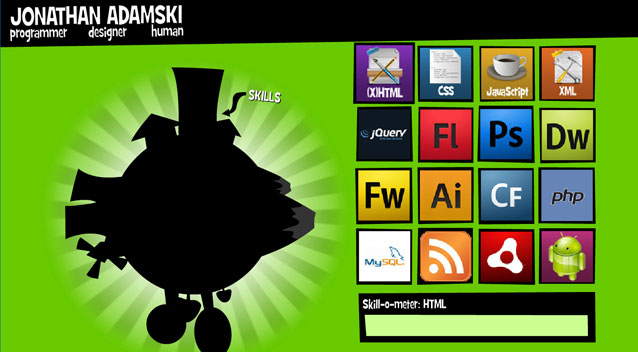 JONATHAN ADAMSKI
programmer designer human
SKILLS
(X)HTML CSS JavaScript XML
jQuery Fl Ps Dw
Fw Ai CF php
MySQL
Skill-o-meter: HTML